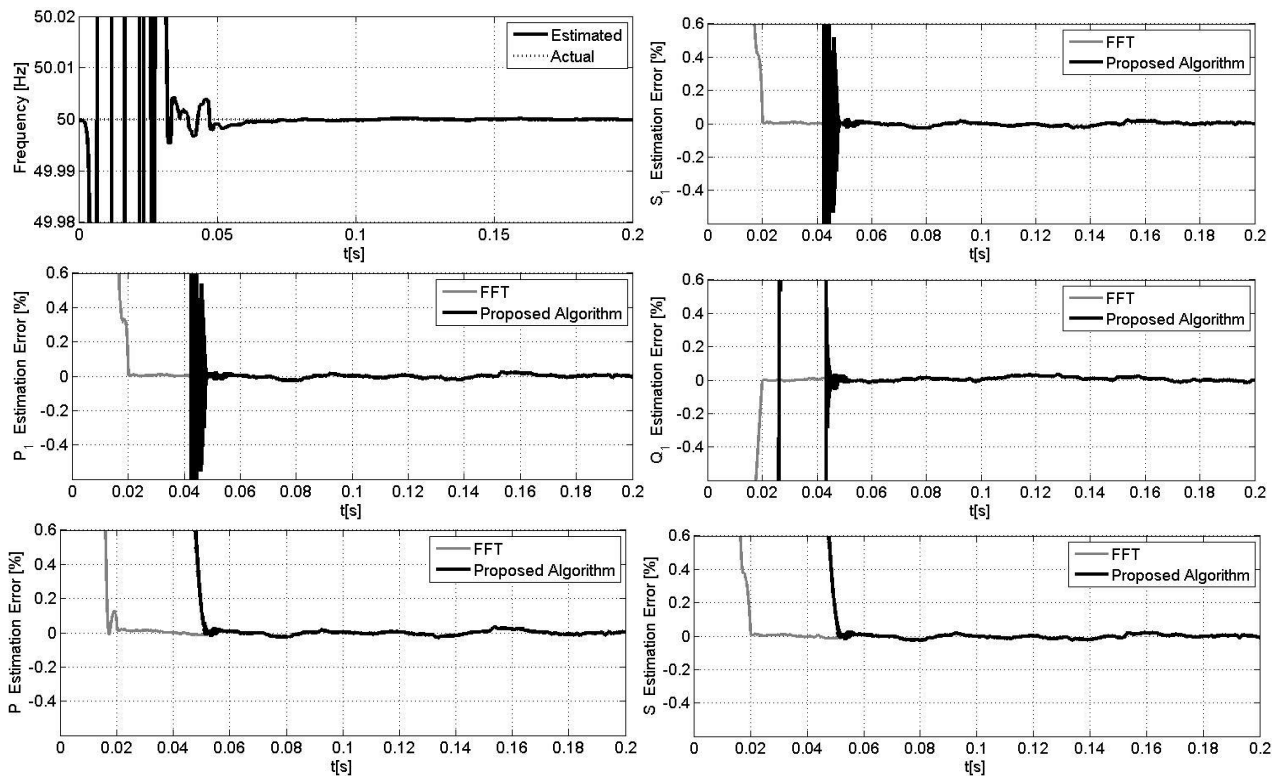 50.02
50.01
50
49.99
49.98
Frequency [Hz]
Estimated
Actual
0 0.05 0.1 0.15 0.2
t[s]
0.6
0.4
0.2
0
-0.2
-0.4
S₁ Estimation Error [%]
FFT
Proposed Algorithm
0 0.02 0.04 0.06 0.08 0.1 0.12 0.14 0.16 0.18 0.2
t[s]
0.6
0.4
0.2
0
-0.2
-0.4
P₁ Estimation Error [%]
FFT
Proposed Algorithm
0 0.02 0.04 0.06 0.08 0.1 0.12 0.14 0.16 0.18 0.2
t[s]
0.6
0.4
0.2
0
-0.2
-0.4
Q₁ Estimation Error [%]
FFT
Proposed Algorithm
0 0.02 0.04 0.06 0.08 0.1 0.12 0.14 0.16 0.18 0.2
t[s]
0.6
0.4
0.2
0
-0.2
-0.4
P Estimation Error [%]
FFT
Proposed Algorithm
0 0.02 0.04 0.06 0.08 0.1 0.12 0.14 0.16 0.18 0.2
t[s]
0.6
0.4
0.2
0
-0.2
-0.4
S Estimation Error [%]
FFT
Proposed Algorithm
0 0.02 0.04 0.06 0.08 0.1 0.12 0.14 0.16 0.18 0.2
t[s]